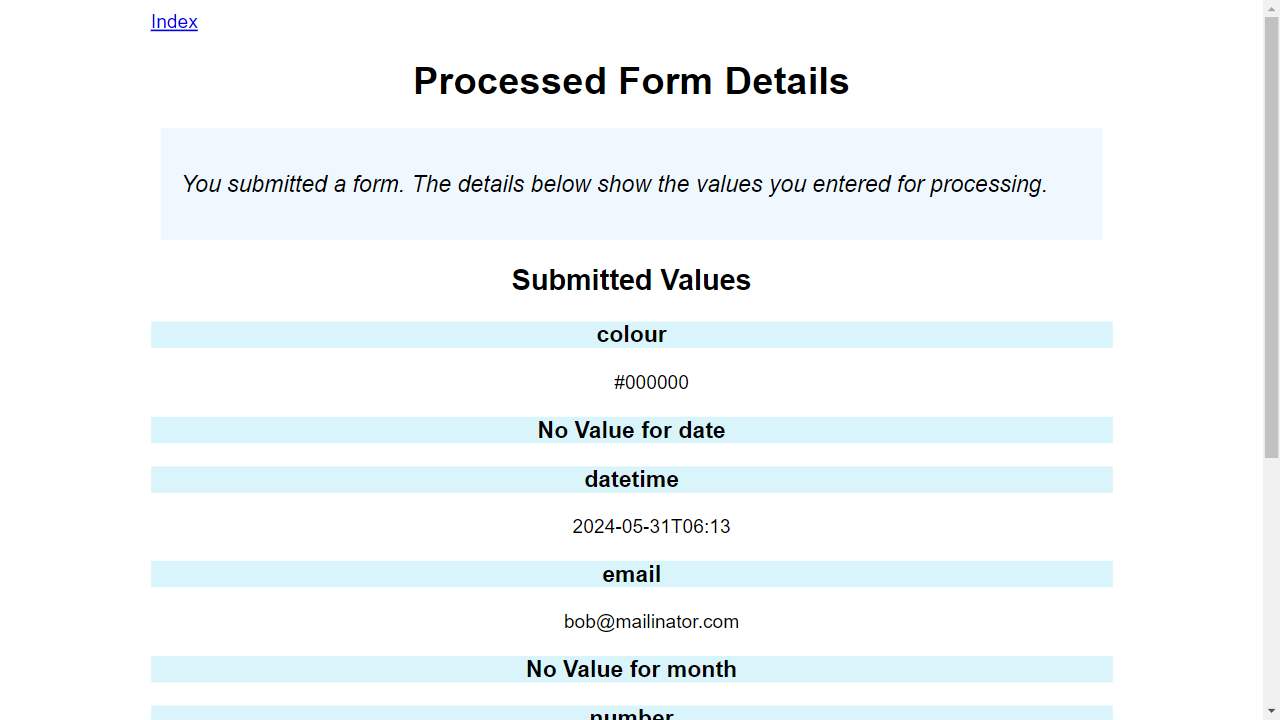 Index
Processed Form Details
You submitted a form. The details below show the values you entered for processing.
Submitted Values
colour
#000000
No Value for date
datetime
2024-05-31T06:13
email
bob@mailinator.com
No Value for month
number